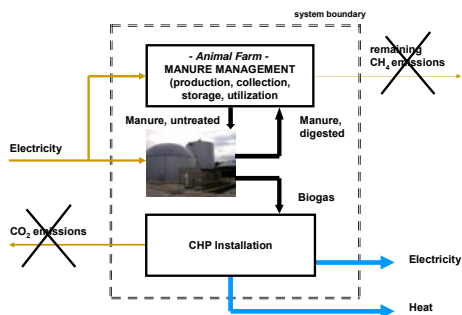 system boundary
- Animal Farm -
MANURE MANAGEMENT
(production, collection,
storage, utilization
remaining
CH4 emissions
Manure, untreated
Manure,
digested
Electricity
Biogas
CO2 emissions
CHP Installation
Electricity
Heat